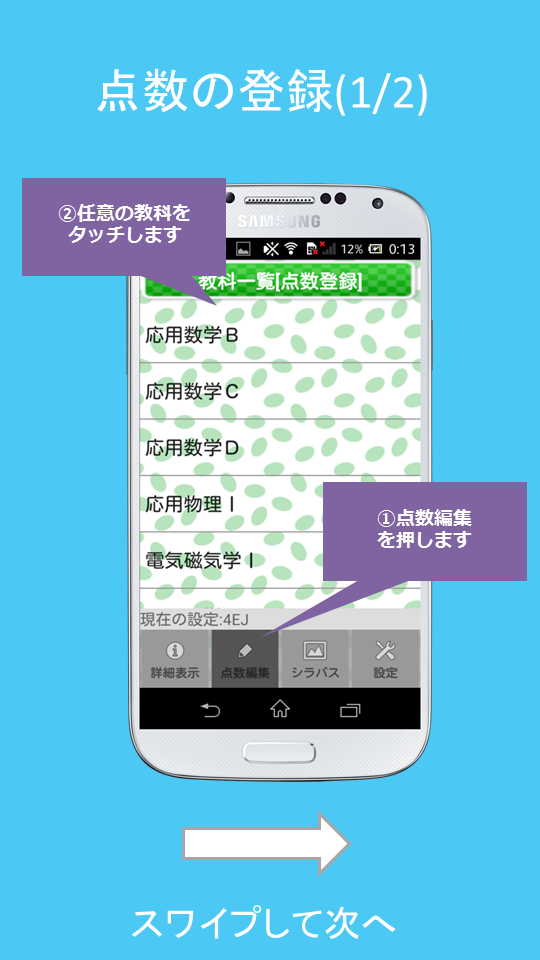 点数の登録(1/2)
②任意の教科を
タッチします
SAMSUNG
12% 0:13
教科一覧[点数登録]
応用数学B
応用数学C
応用数学D
応用物理Ⅰ
①点数編集
を押します
電気磁気学Ⅰ
現在の設定:4EJ
詳細表示 点数編集 シラバス 設定
スワイプして次へ